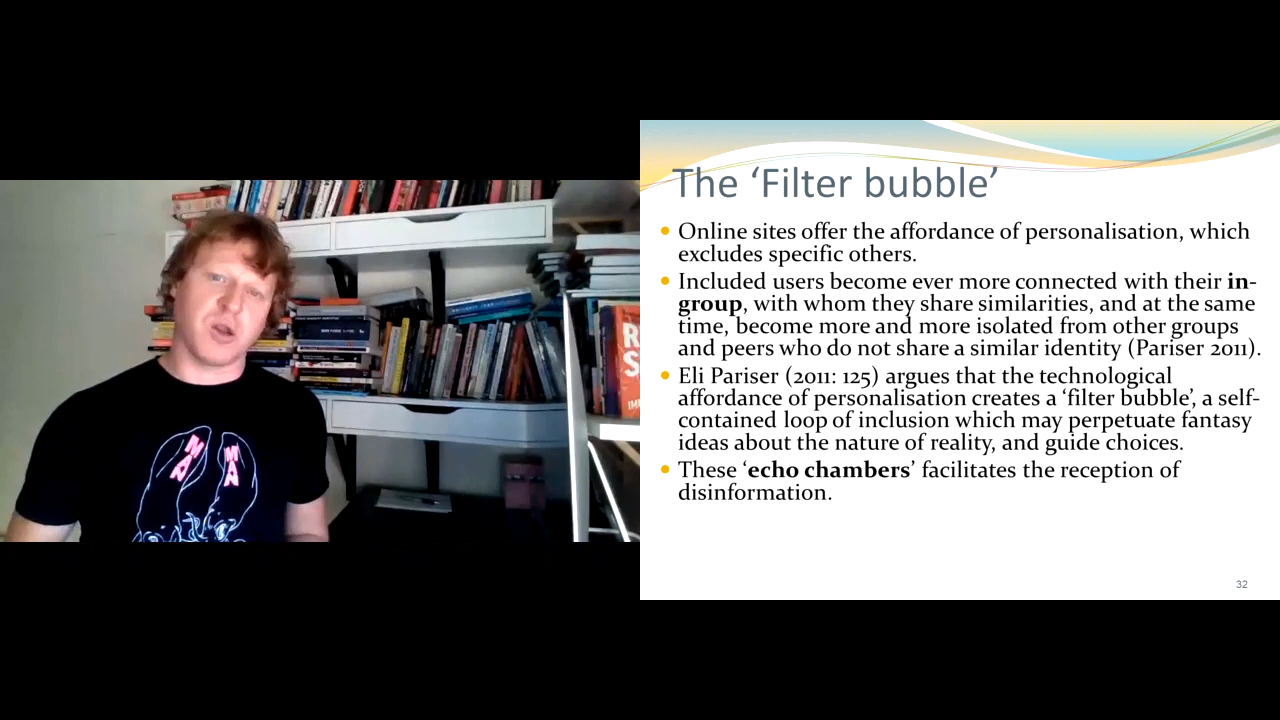 The ‘Filter bubble’
• Online sites offer the affordance of personalisation, which
excludes specific others.
• Included users become ever more connected with their in-
group, with whom they share similarities, and at the same
time, become more and more isolated from other groups
and peers who do not share a similar identity (Pariser 2011).
• Eli Pariser (2011: 125) argues that the technological
affordance of personalisation creates a ‘filter bubble’, a self-
contained loop of inclusion which may perpetuate fantasy
ideas about the nature of reality, and guide choices.
• These ‘echo chambers’ facilitates the reception of
disinformation.
32